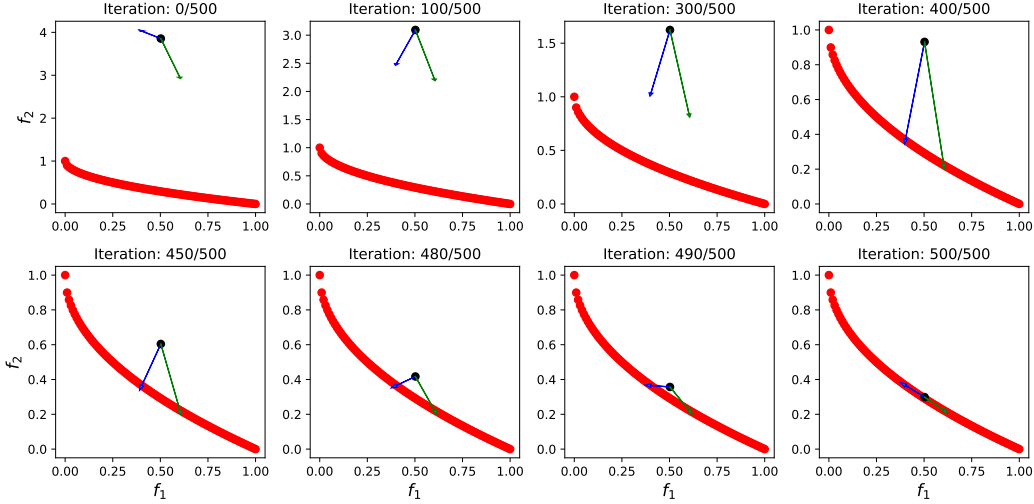 Iteration: 0/500
4
3
2
1
0
f2
0.00 0.25 0.50 0.75 1.00
Iteration: 100/500
3.0
2.5
2.0
1.5
1.0
0.5
0.0
0.00 0.25 0.50 0.75 1.00
Iteration: 300/500
1.5
1.0
0.5
0.0
0.00 0.25 0.50 0.75 1.00
Iteration: 400/500
1.0
0.8
0.6
0.4
0.2
0.0
0.00 0.25 0.50 0.75 1.00
Iteration: 450/500
1.0
0.8
0.6
0.4
0.2
0.0
f2
0.00 0.25 0.50 0.75 1.00
f1
Iteration: 480/500
1.0
0.8
0.6
0.4
0.2
0.0
0.00 0.25 0.50 0.75 1.00
f1
Iteration: 490/500
1.0
0.8
0.6
0.4
0.2
0.0
0.00 0.25 0.50 0.75 1.00
f1
Iteration: 500/500
1.0
0.8
0.6
0.4
0.2
0.0
0.00 0.25 0.50 0.75 1.00
f1